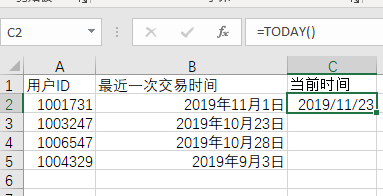 C2 =TODAY()
A B C
1 用户ID 最近一次交易时间 当前时间
2 1001731 2019年11月1日 2019/11/23
3 1003247 2019年10月23日
4 1006547 2019年10月28日
5 1004329 2019年9月3日